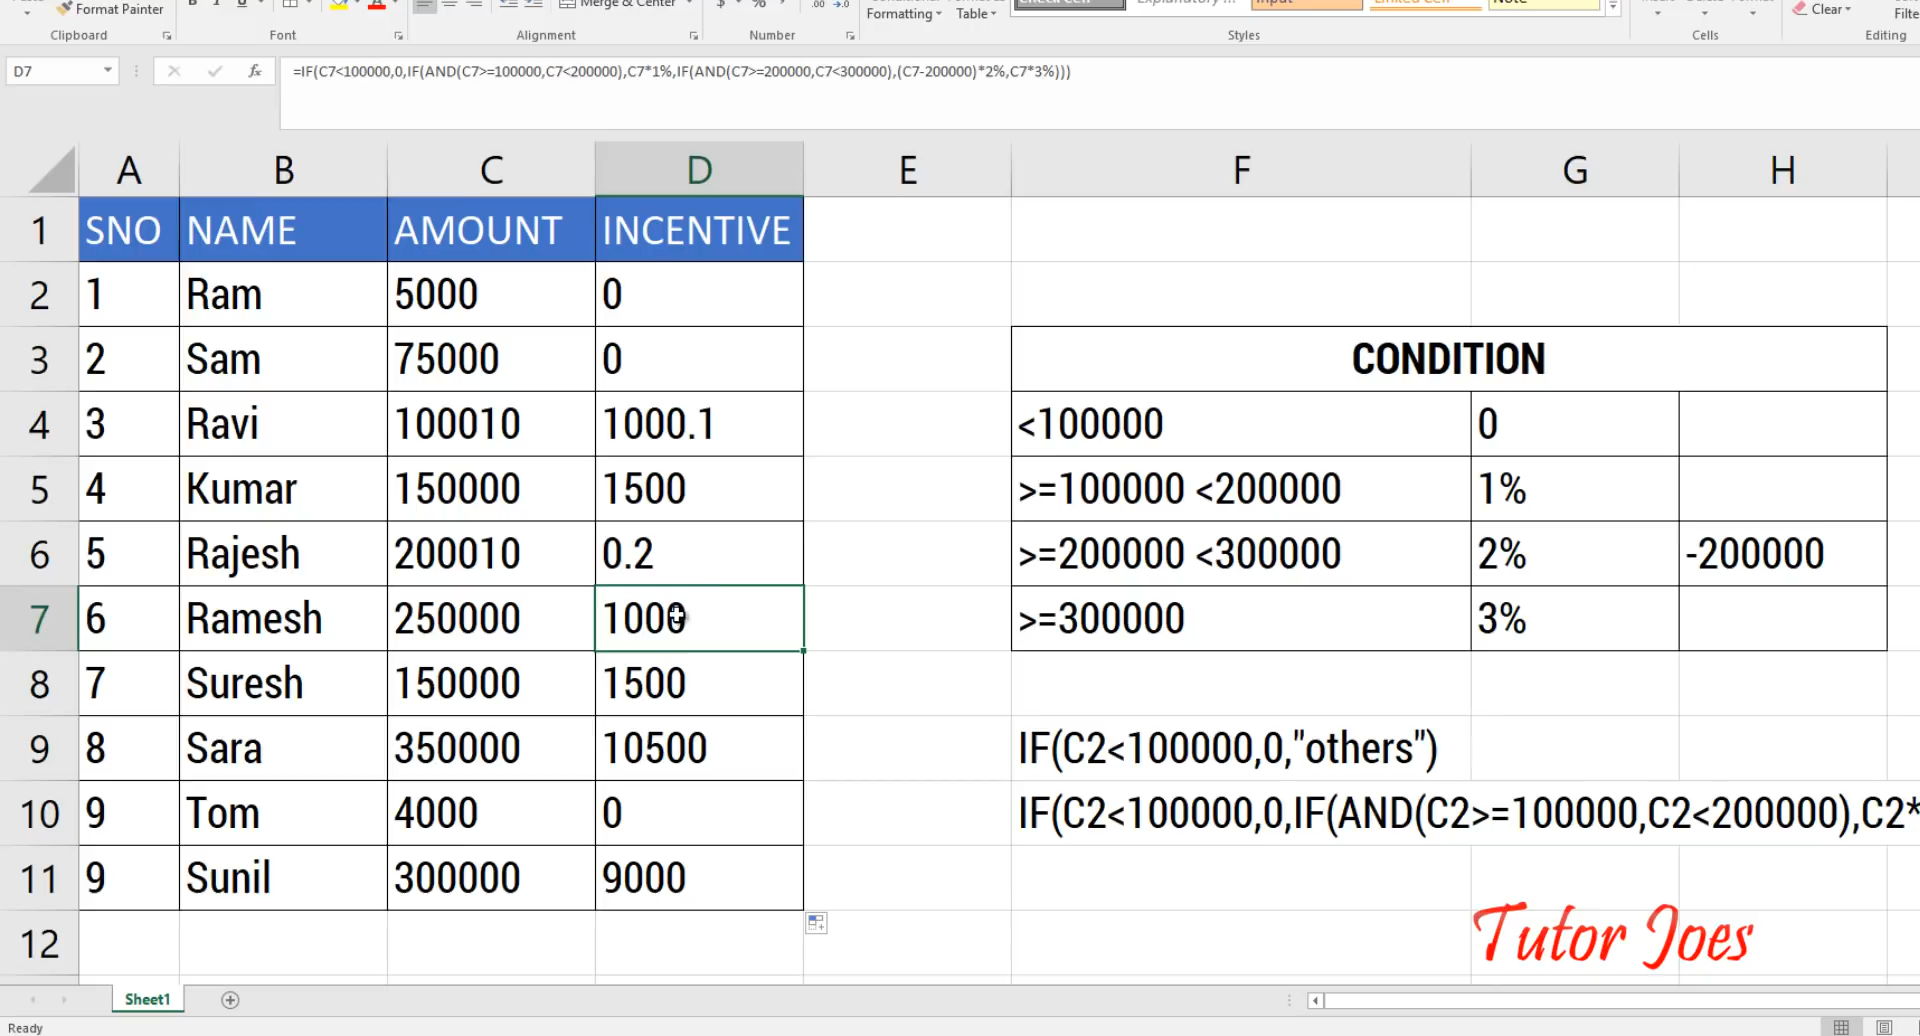 Format Painter
Merge & Center
Formatting Table
Clear
Clipboard Font Alignment Number Styles Cells Editing
D7
fx
=IF(C7<100000,0,IF(AND(C7>=100000,C7<200000),C7*1%,IF(AND(C7>=200000,C7<300000),(C7-200000)*2%,C7*3%)))
A B C D E F G H
1 SNO NAME AMOUNT INCENTIVE
2 1 Ram 5000 0
3 2 Sam 75000 0 CONDITION
4 3 Ravi 100010 1000.1 <100000 0
5 4 Kumar 150000 1500 >=100000 <200000 1%
6 5 Rajesh 200010 0.2 >=200000 <300000 2% -200000
7 6 Ramesh 250000 1000 >=300000 3%
8 7 Suresh 150000 1500
9 8 Sara 350000 10500 IF(C2<100000,0,"others")
10 9 Tom 4000 0 IF(C2<100000,0,IF(AND(C2>=100000,C2<200000),C2*
11 9 Sunil 300000 9000
Tutor Joes
12
Sheet1
Ready